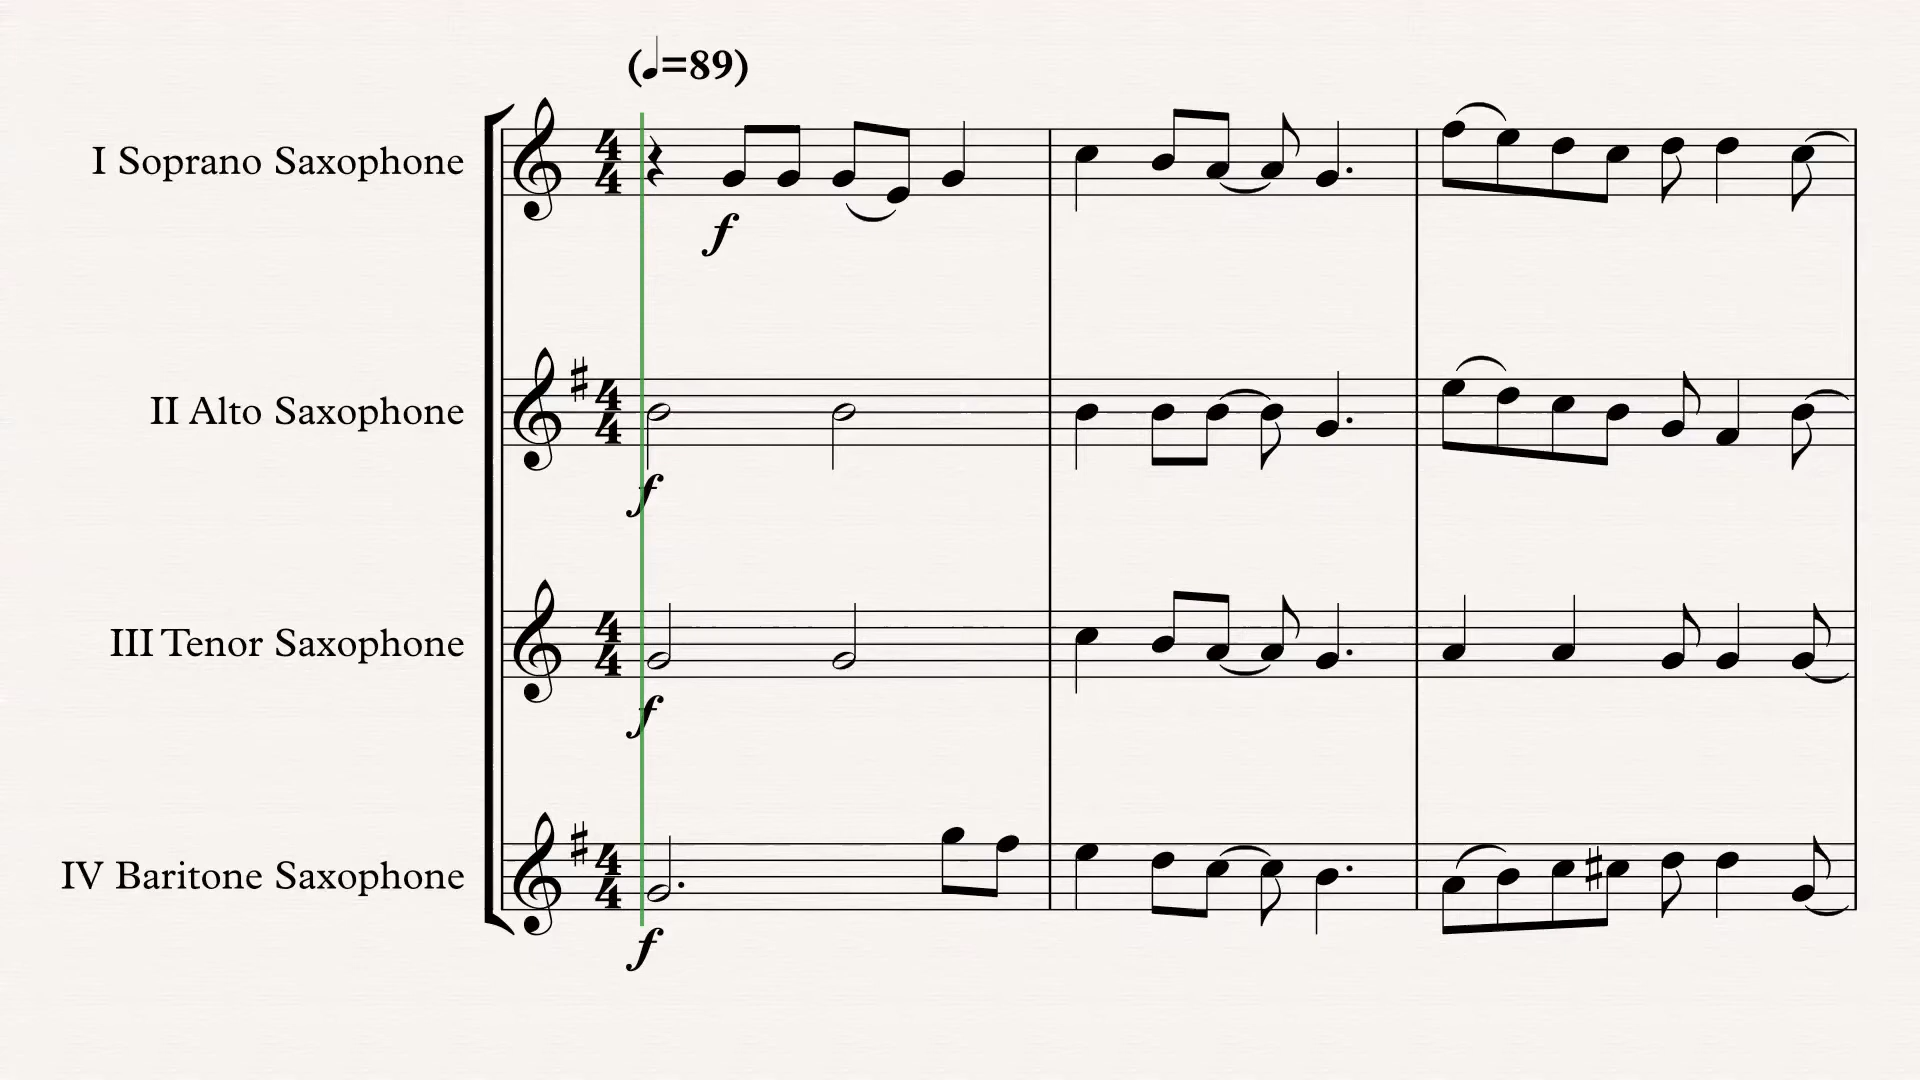 (♩=89)
I Soprano Saxophone
f
II Alto Saxophone
f
III Tenor Saxophone
f
IV Baritone Saxophone
f